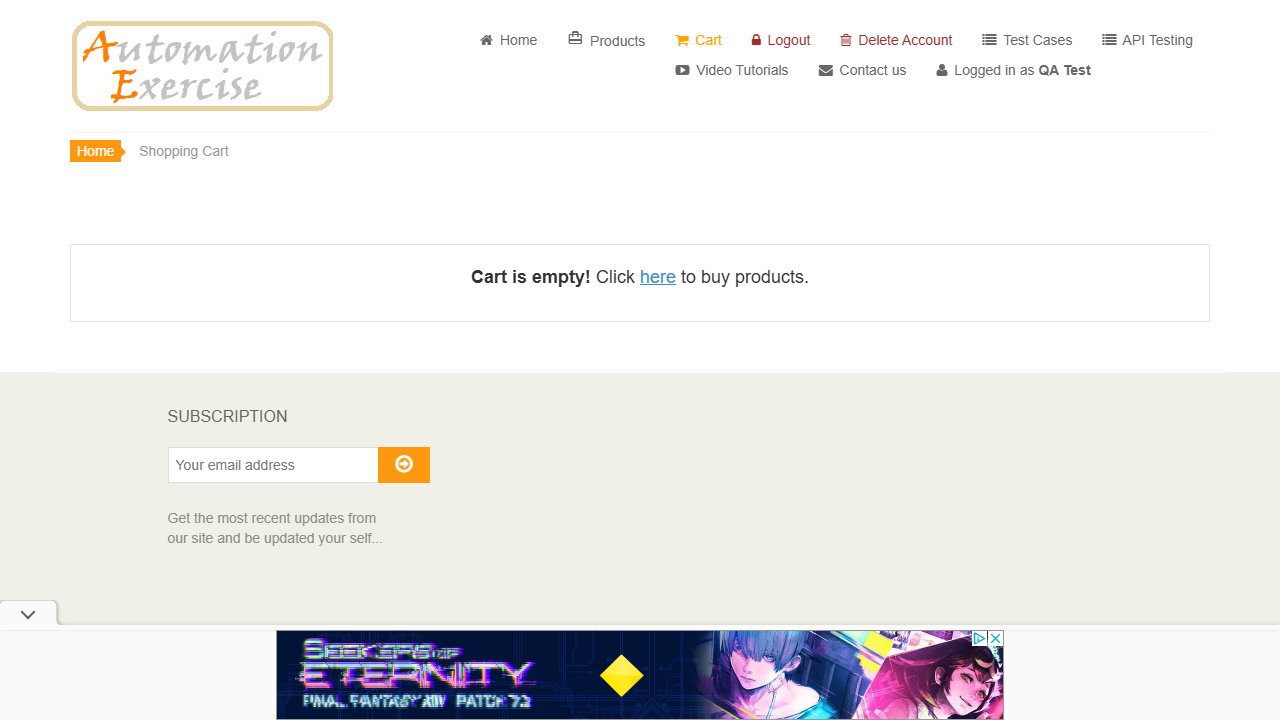 Automation
Exercise
Home Products Cart Logout Delete Account Test Cases API Testing
Video Tutorials Contact us Logged in as QA Test
Home Shopping Cart
Cart is empty! Click here to buy products.
SUBSCRIPTION
Your email address
Get the most recent updates from
our site and be updated your self...
SEEKERS OF
ETERNITY
FINAL FANTASY XIV PATCH 7.2